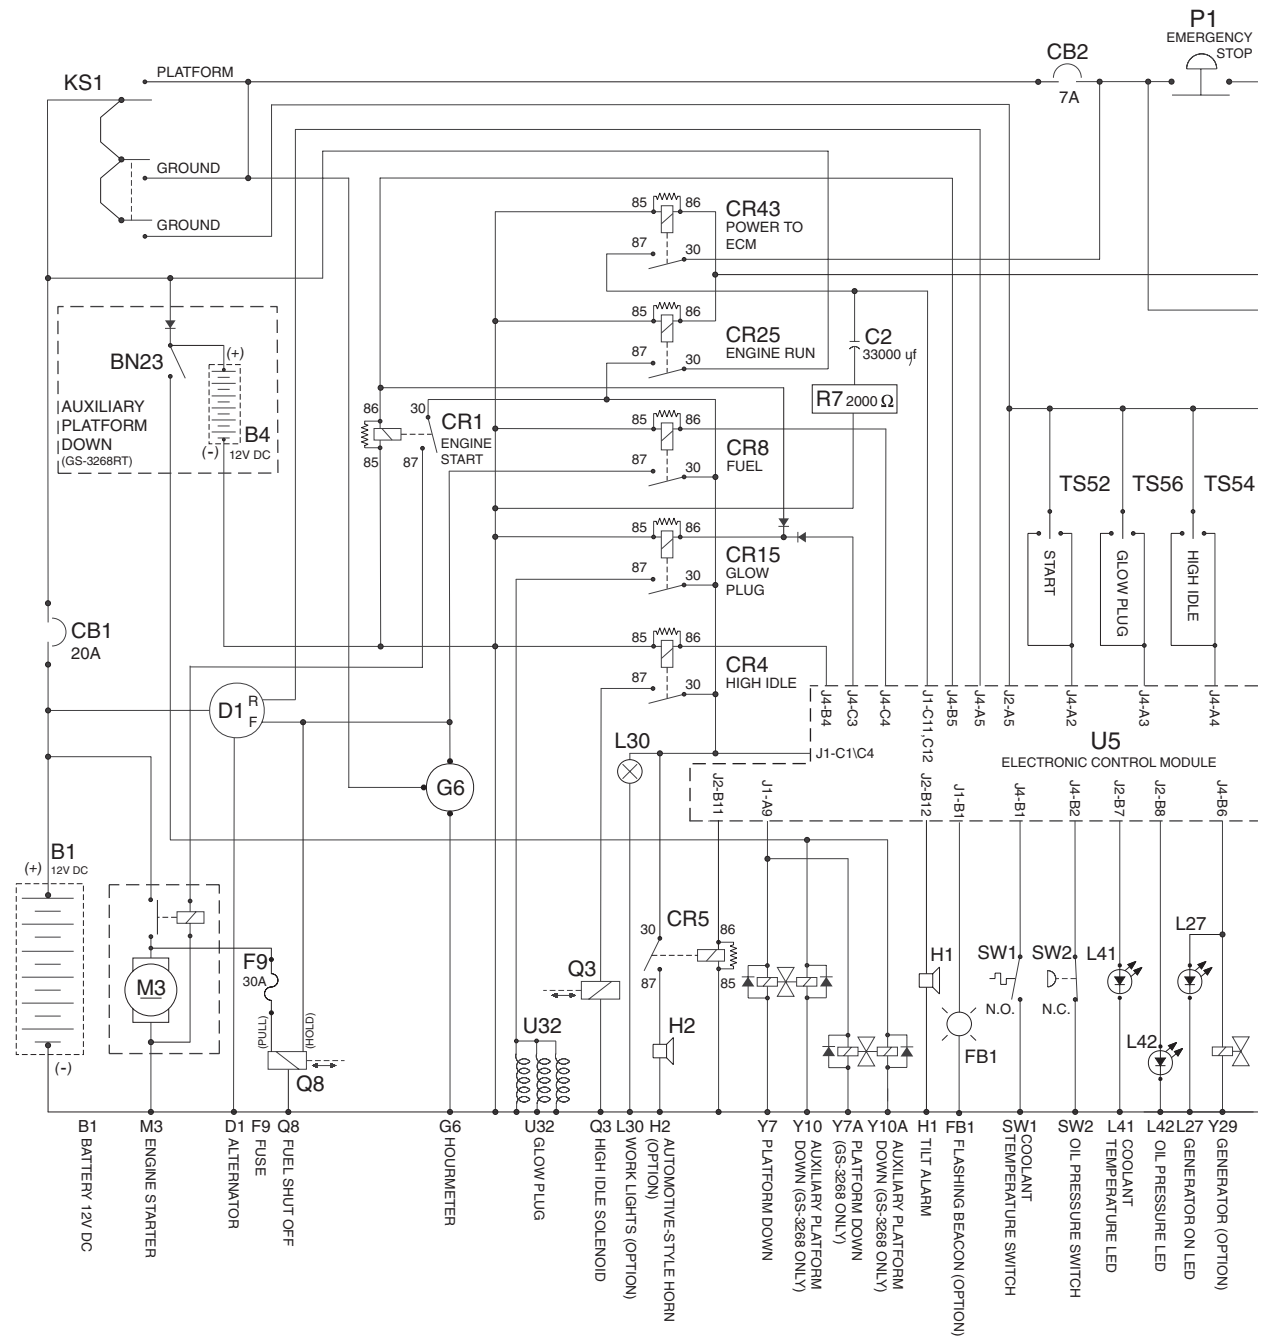 P1
EMERGENCY
STOP
CB2
7A
KS1
PLATFORM
GROUND
GROUND
85
86
CR43
POWER TO
ECM
87
30
85
86
CR25
ENGINE RUN
87
30
C2
33000 µf
R7 2000 Ω
BN23
(+)
AUXILIARY
PLATFORM
DOWN
(GS-3268RT)
(-)
B4
12V DC
86
30
CR1
ENGINE
START
85
87
85
86
CR8
FUEL
87
30
85
86
CR15
GLOW
PLUG
87
30
85
86
CR4
HIGH IDLE
87
30
TS52
TS56
TS54
START
GLOW PLUG
HIGH IDLE
CB1
20A
D1
R
F
G6
L30
J4-B4
J4-C3
J4-C4
J1-C11,C12
J4-B5
J4-A5
J2-A5
J4-A2
J4-A3
J4-A4
U5
ELECTRONIC CONTROL MODULE
J1-C1\C4
J2-B11
J1-A9
J2-B12
J1-B1
J4-B1
J4-B2
J2-B7
J2-B8
J4-B6
B1
(+)
12V DC
(-)
M3
F9
30A
(PULL)
(HOLD)
Q8
U32
Q3
30
CR5
86
87
85
H2
H1
FB1
SW1
N.O.
SW2
N.C.
L41
L42
L27
B1
BATTERY 12V DC
M3
ENGINE STARTER
D1
ALTERNATOR
F9
FUSE
Q8
FUEL SHUT OFF
G6
HOURMETER
U32
GLOW PLUG
Q3
HIGH IDLE SOLENOID
L30
WORK LIGHTS (OPTION)
H2
AUTOMOTIVE-STYLE HORN
(OPTION)
Y7
PLATFORM DOWN
Y10
AUXILIARY PLATFORM
DOWN (GS-3268 ONLY)
Y7A
PLATFORM DOWN
(GS-3268 ONLY)
Y10A
AUXILIARY PLATFORM
DOWN (GS-3268 ONLY)
H1
TILT ALARM
FB1
FLASHING BEACON (OPTION)
SW1
COOLANT
TEMPERATURE SWITCH
SW2
OIL PRESSURE SWITCH
L41
COOLANT
TEMPERATURE LED
L42
OIL PRESSURE LED
L27
GENERATOR ON LED
Y29
GENERATOR (OPTION)